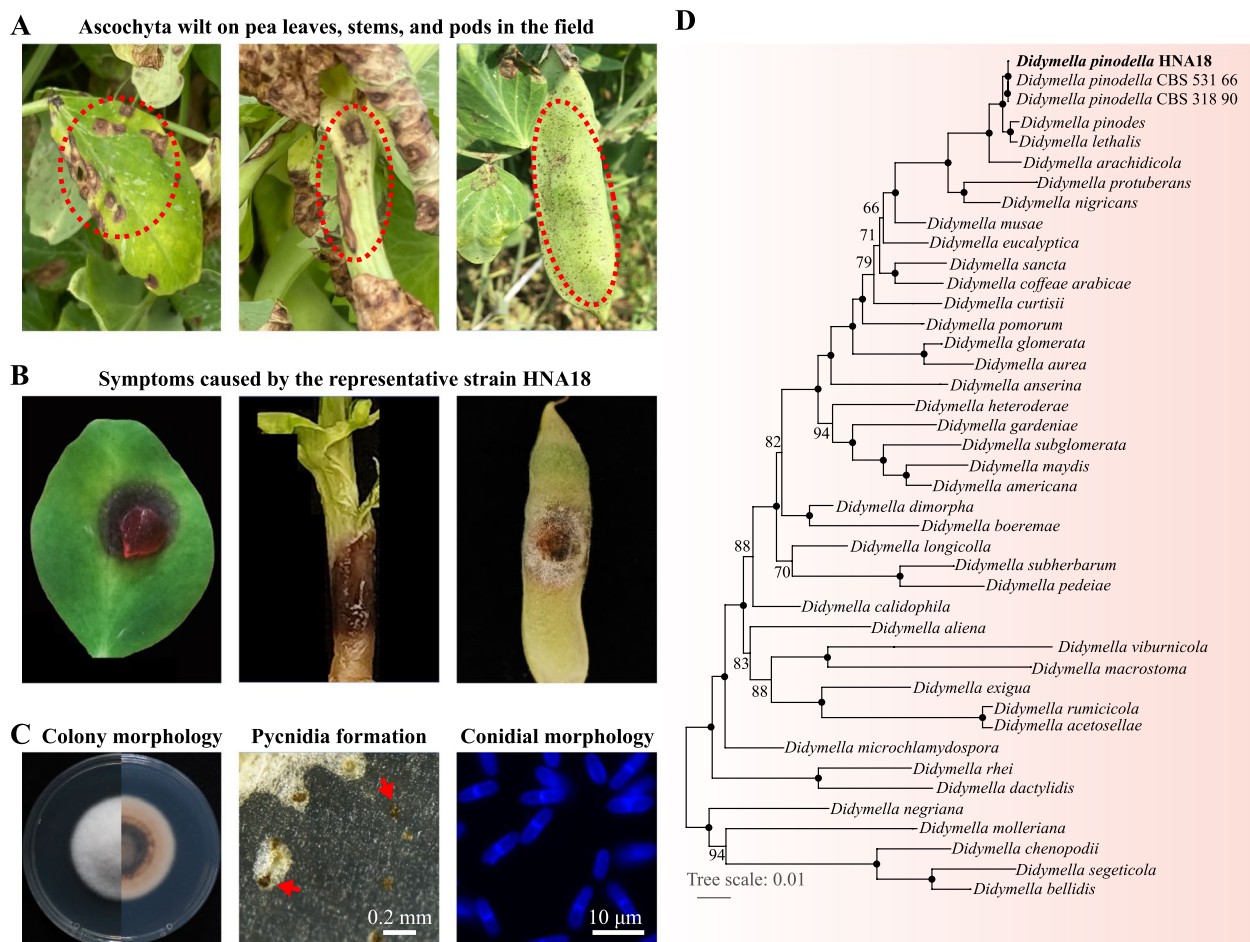 A
Ascochyta wilt on pea leaves, stems, and pods in the field
B
Symptoms caused by the representative strain HNA18
C
Colony morphology
Pycnidia formation
Conidial morphology
0.2 mm
10 μm
D
Didymella pinodella HNA18
Didymella pinodella CBS 531 66
Didymella pinodella CBS 318 90
Didymella pinodes
Didymella lethalis
Didymella arachidicola
Didymella protuberans
Didymella nigricans
66
Didymella musae
71
Didymella eucalyptica
79
Didymella sancta
Didymella coffeae arabicae
Didymella curtisii
Didymella pomorum
Didymella glomerata
Didymella aurea
Didymella anserina
Didymella heteroderae
94
Didymella gardeniae
82
Didymella subglomerata
Didymella maydis
Didymella americana
Didymella dimorpha
Didymella boeremae
88
Didymella longicolla
70
Didymella subherbarum
Didymella pedeiae
Didymella calidophila
Didymella aliena
83
Didymella viburnicola
Didymella macrostoma
88
Didymella exigua
Didymella rumicicola
Didymella acetosellae
Didymella microchlamydospora
Didymella rhei
Didymella dactylidis
Didymella negriana
Didymella molleriana
94
Didymella chenopodii
Didymella segeticola
Didymella bellidis
Tree scale: 0.01